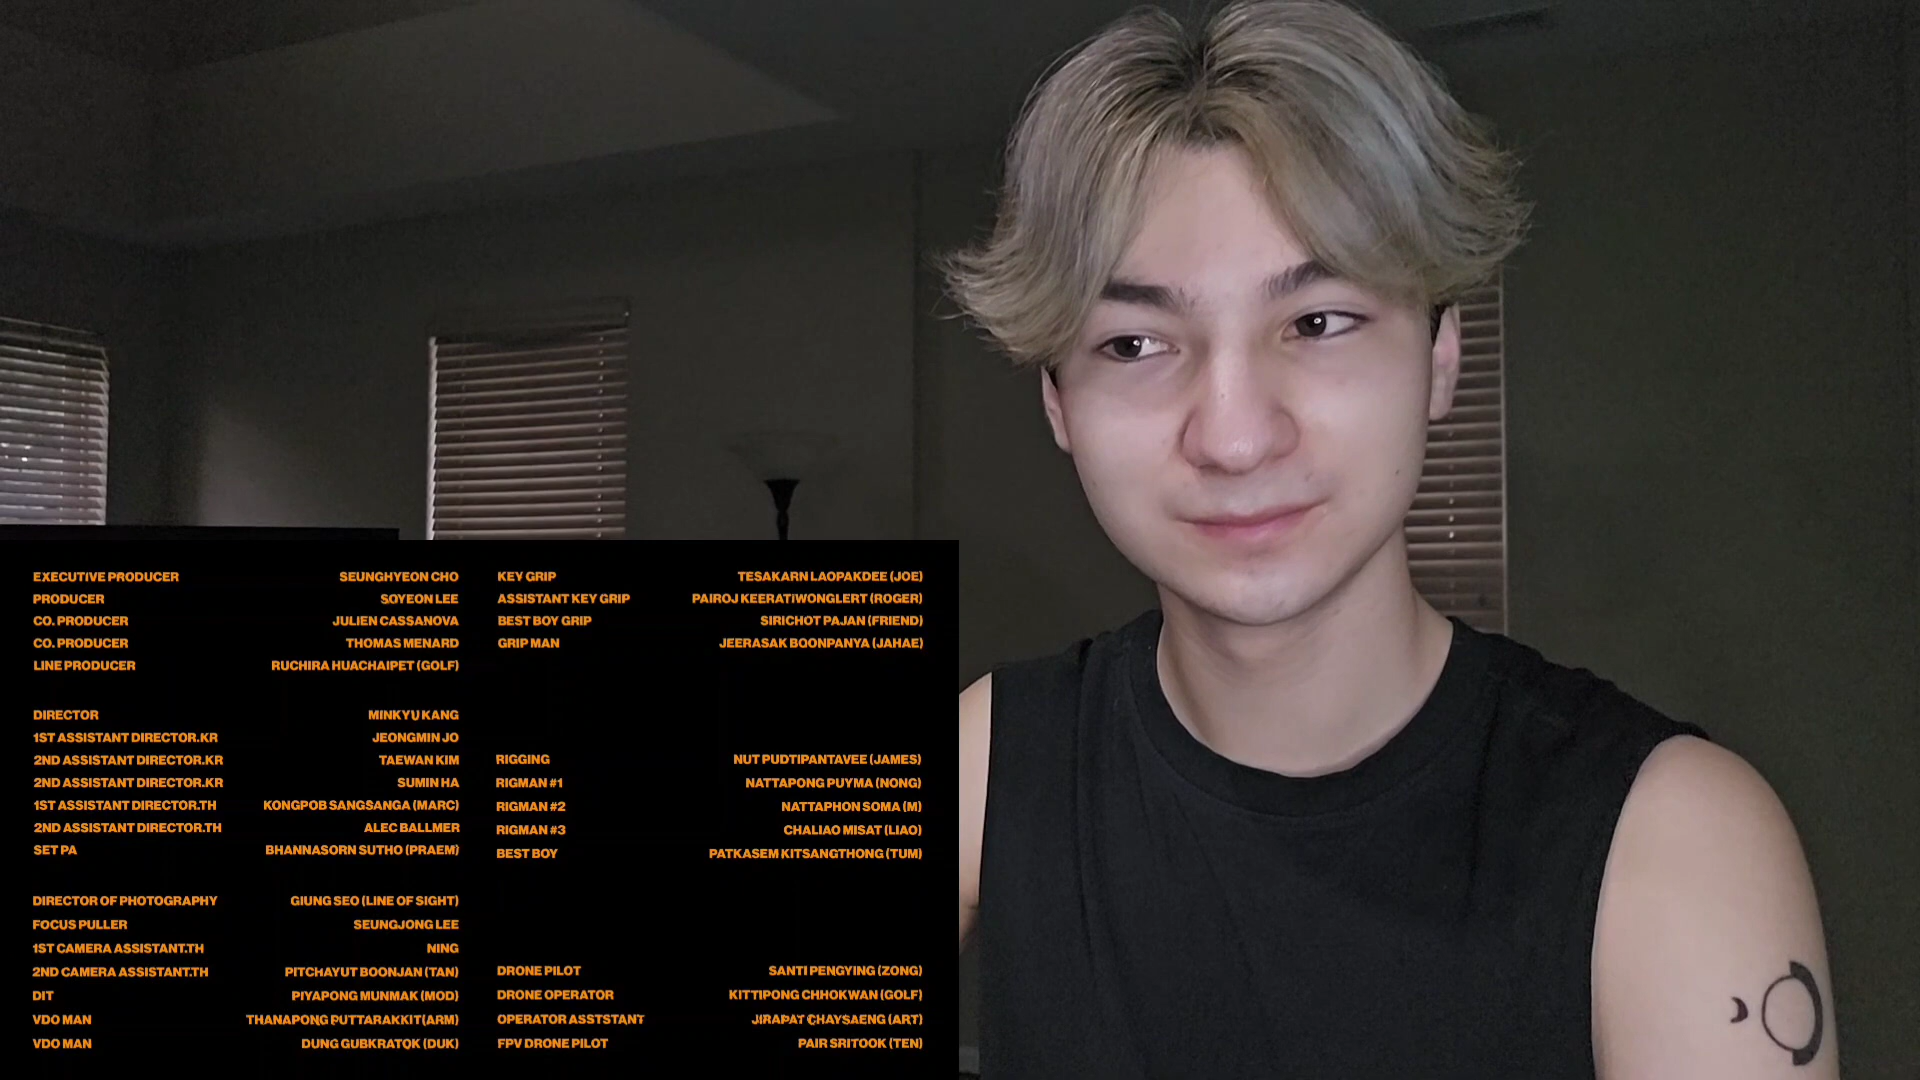 EXECUTIVE PRODUCER SEUNGHYEON CHO
PRODUCER SOYEON LEE
CO. PRODUCER JULIEN CASSANOVA
CO. PRODUCER THOMAS MENARD
LINE PRODUCER RUCHIRA HUACHAIPET (GOLF)
DIRECTOR MINKYU KANG
1ST ASSISTANT DIRECTOR.KR JEONGMIN JO
2ND ASSISTANT DIRECTOR.KR TAEWAN KIM
2ND ASSISTANT DIRECTOR.KR SUMIN HA
1ST ASSISTANT DIRECTOR.TH KONGPOB SANGSANGA (MARC)
2ND ASSISTANT DIRECTOR.TH ALEC BALLMER
SET PA BHANNASORN SUTHO (PRAEM)
DIRECTOR OF PHOTOGRAPHY GIUNG SEO (LINE OF SIGHT)
FOCUS PULLER SEUNGJONG LEE
1ST CAMERA ASSISTANT.TH NING
2ND CAMERA ASSISTANT.TH PITCHAYUT BOONJAN (TAN)
DIT PIYAPONG MUNMAK (MOD)
VDO MAN THANAPONG PUTTARAKKIT(ARM)
VDO MAN DUNG GUBKRATOK (DUK)
KEY GRIP TESAKARN LAOPAKDEE (JOE)
ASSISTANT KEY GRIP PAIROJ KEERATIWONGLERT (ROGER)
BEST BOY GRIP SIRICHOT PAJAN (FRIEND)
GRIP MAN JEERASAK BOONPANYA (JAHAE)
RIGGING NUT PUDTIPANTAVEE (JAMES)
RIGMAN #1 NATTAPONG PUYMA (NONG)
RIGMAN #2 NATTAPHON SOMA (M)
RIGMAN #3 CHALIAO MISAT (LIAO)
BEST BOY PATKASEM KITSANGTHONG (TUM)
DRONE PILOT SANTI PENGYING (ZONG)
DRONE OPERATOR KITTIPONG CHHOKWAN (GOLF)
OPERATOR ASSTSTANT JIRAPAT CHAYSAENG (ART)
FPV DRONE PILOT PAIR SRITOOK (TEN)